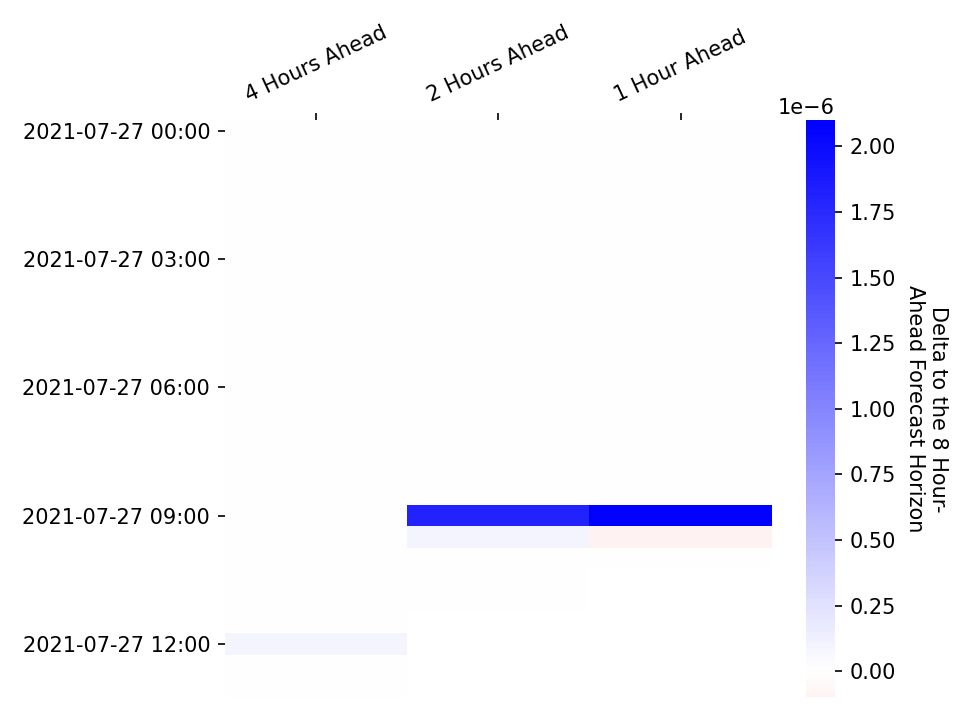 4 Hours Ahead
2 Hours Ahead
1 Hour Ahead
1e−6
2021-07-27 00:00
2021-07-27 03:00
2021-07-27 06:00
2021-07-27 09:00
2021-07-27 12:00
2.00
1.75
1.50
1.25
1.00
0.75
0.50
0.25
0.00
Delta to the 8 Hour-
Ahead Forecast Horizon